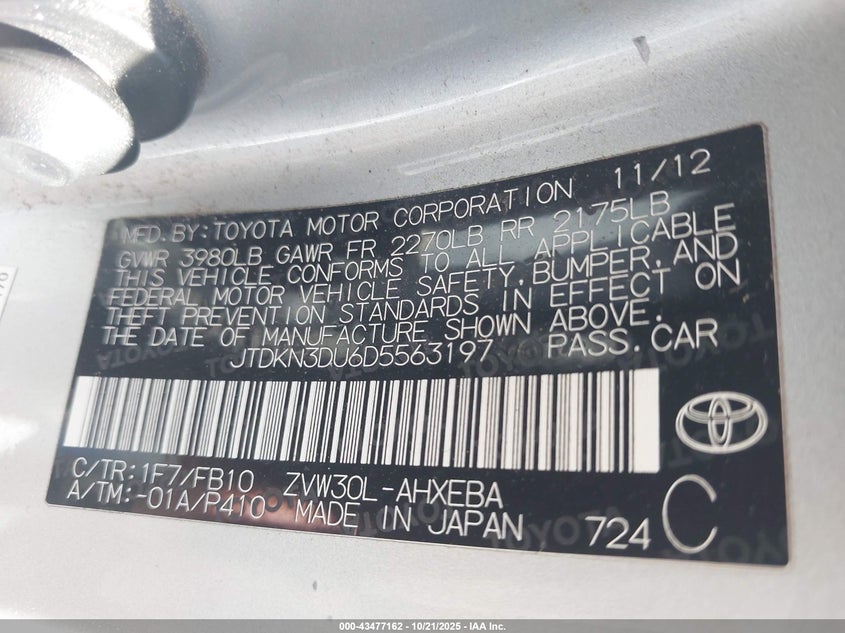 MFD.BY:TOYOTA MOTOR CORPORATION 11/12
GVWR 3980LB GAWR FR 2270LB RR 2175LB
THIS VEHICLE CONFORMS TO ALL APPLICABLE
FEDERAL MOTOR VEHICLE SAFETY,BUMPER,AND
THEFT PREVENTION STANDARDS IN EFFECT ON
THE DATE OF MANUFACTURE SHOWN ABOVE.
JTDKN3DU6D5563197 PASS.CAR
C/TR:1F7/FB10 ZVW30L-AHXEBA
A/TM:-01A/P410 MADE IN JAPAN 724 C
000-43477162 - 10/21/2025 - IAA Inc.